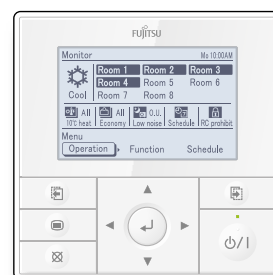 FUJITSU
Monitor Mo 10:00AM
Room 1 Room 2 Room 3
Room 4 Room 5 Room 6
Cool Room 7 Room 8
All All O.U.
10°C heat Economy Low noise Schedule RC prohibit
Menu
Operation Function Schedule